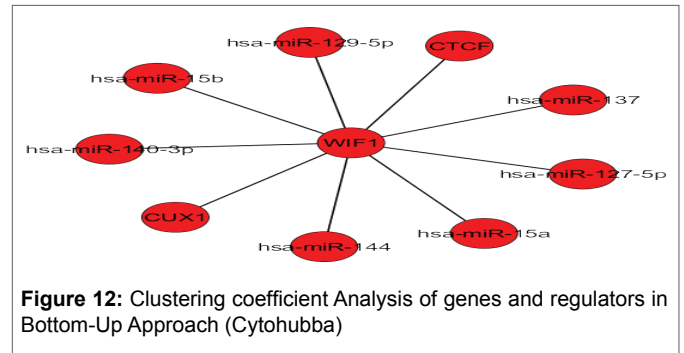 hsa-miR-129-5p
CTCF
hsa-miR-15b
hsa-miR-137
WIF1
hsa-miR-140-3p
hsa-miR-127-5p
CUX1
hsa-miR-144
hsa-miR-15a
Figure 12: Clustering coefficient Analysis of genes and regulators in
Bottom-Up Approach (Cytohubba)